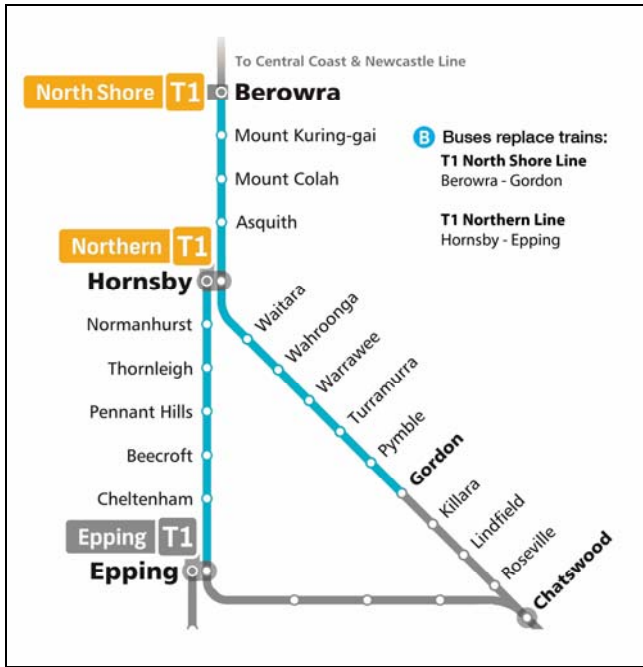 To Central Coast & Newcastle Line
North Shore T1
Berowra
Mount Kuring-gai
B Buses replace trains:
T1 North Shore Line
Berowra - Gordon
Mount Colah
Asquith
T1 Northern Line
Hornsby - Epping
Northern T1
Hornsby
Waitara
Normanhurst
Wahroonga
Thornleigh
Warrawee
Pennant Hills
Turramurra
Beecroft
Pymble
Cheltenham
Gordon
Killara
Epping T1
Lindfield
Epping
Roseville
Chatswood